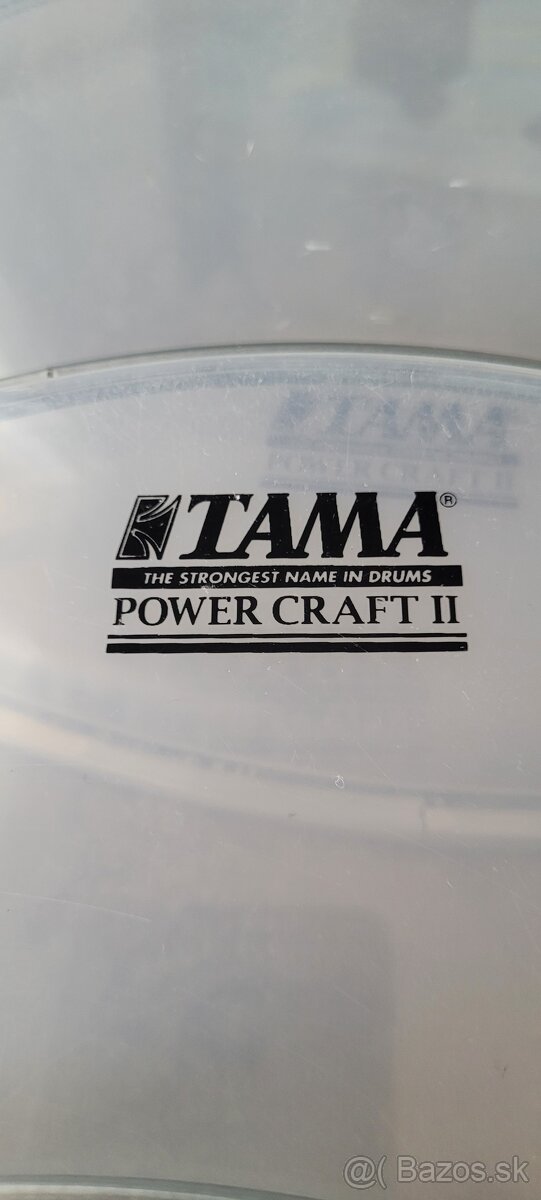 TAMA®
THE STRONGEST NAME IN DRUMS
POWER CRAFT II
@( Bazos.sk